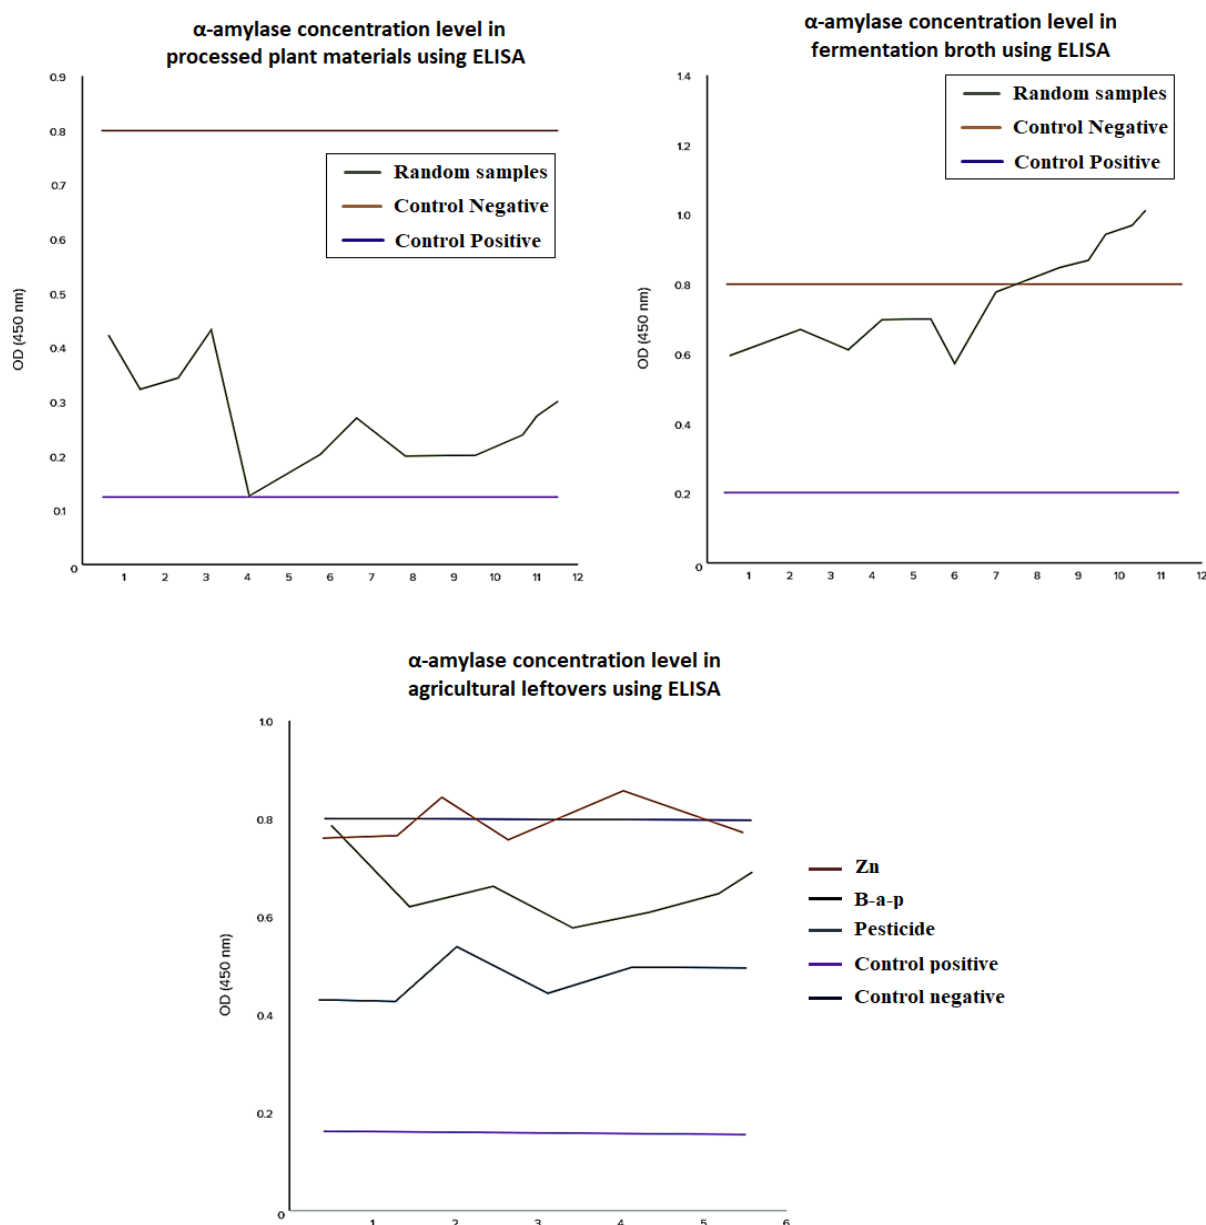 α-amylase concentration level in
processed plant materials using ELISA
0.9
0.8
0.7
0.6
0.5
0.4
0.3
0.2
0.1
0
OD (450 nm)
Random samples
Control Negative
Control Positive
1 2 3 4 5 6 7 8 9 10 11 12
α-amylase concentration level in
fermentation broth using ELISA
1.4
1.2
1.0
0.8
0.6
0.4
0.2
0
OD (450 nm)
Random samples
Control Negative
Control Positive
1 2 3 4 5 6 7 8 9 10 11 12
α-amylase concentration level in
agricultural leftovers using ELISA
1.0
0.8
0.6
0.4
0.2
0
OD (450 nm)
Zn
B-a-p
Pesticide
Control positive
Control negative
1 2 3 4 5 6